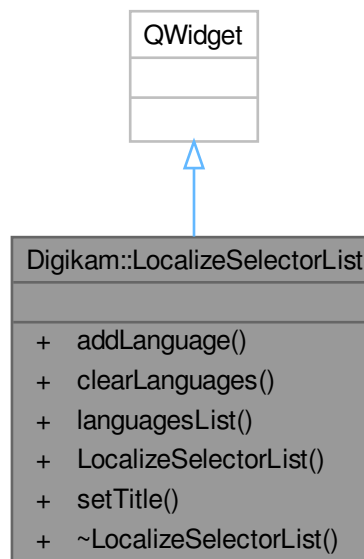 QWidget
Digikam::LocalizeSelectorList
+ addLanguage()
+ clearLanguages()
+ languagesList()
+ LocalizeSelectorList()
+ setTitle()
+ ~LocalizeSelectorList()